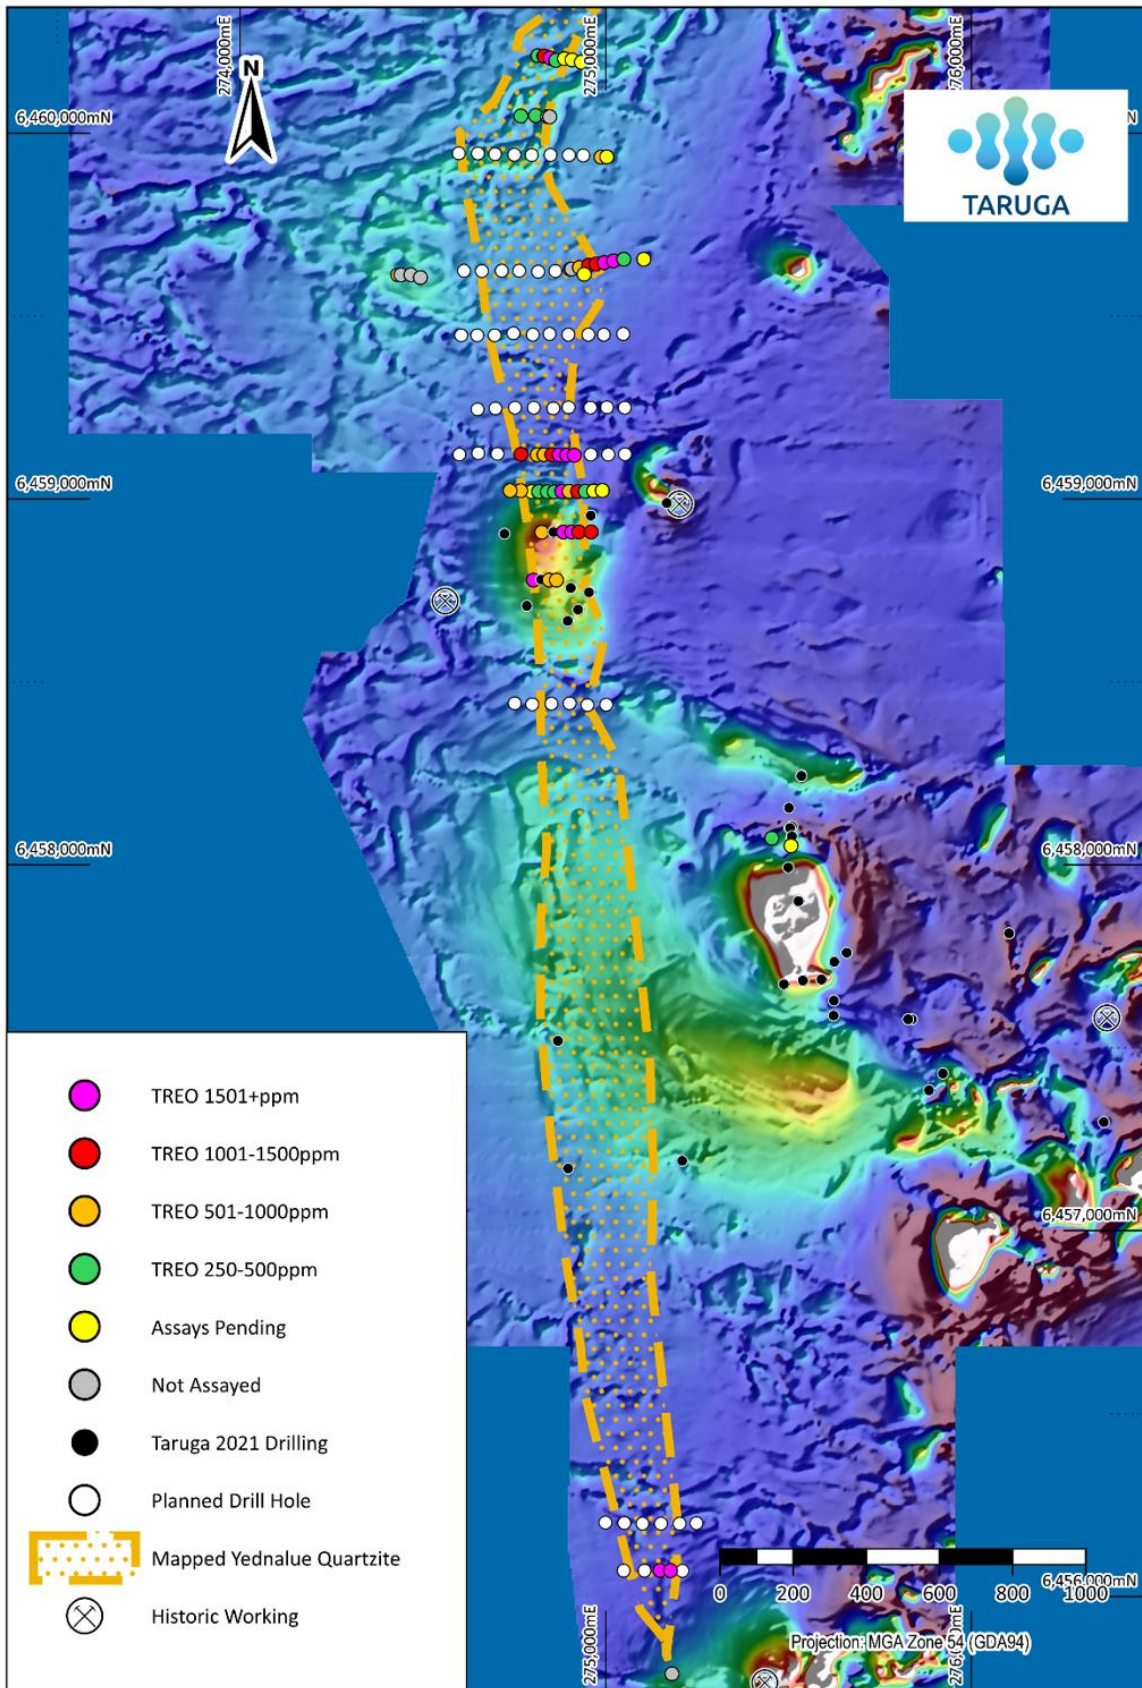 274,000mE
275,000mE
276,000mE
N
6,460,000mN
N
TARUGA
6,459,000mN
6,459,000mN
6,458,000mN
6,458,000mN
6,457,000mN
TREO 1501+ppm
TREO 1001-1500ppm
TREO 501-1000ppm
TREO 250-500ppm
Assays Pending
Not Assayed
Taruga 2021 Drilling
Planned Drill Hole
Mapped Yednalue Quartzite
Historic Working
6,456,000mN
0 200 400 600 800 1000
Projection: MGA Zone 54 (GDA94)
275,000mE